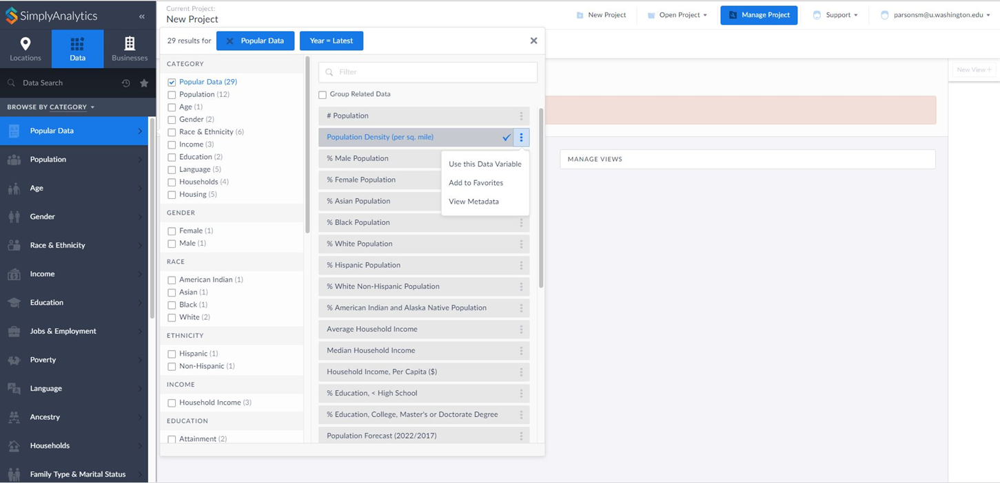 SimplyAnalytics «
Current Project:
New Project
New Project
Open Project
Manage Project
Support
parsonsm@u.washington.edu
Locations
Data
Businesses
Data Search
BROWSE BY CATEGORY
Popular Data
Population
Age
Gender
Race & Ethnicity
Income
Education
Jobs & Employment
Poverty
Language
Ancestry
Households
Family Type & Marital Status
29 results for
Popular Data
Year = Latest
CATEGORY
Popular Data (29)
Population (12)
Age (1)
Gender (2)
Race & Ethnicity (6)
Income (3)
Education (2)
Language (5)
Households (4)
Housing (5)
GENDER
Female (1)
Male (1)
RACE
American Indian (1)
Asian (1)
Black (1)
White (2)
ETHNICITY
Hispanic (1)
Non-Hispanic (1)
INCOME
Household Income (3)
EDUCATION
Attainment (2)
Filter
Group Related Data
# Population
Population Density (per sq. mile)
% Male Population
% Female Population
% Asian Population
% Black Population
% White Population
% Hispanic Population
% White Non-Hispanic Population
% American Indian and Alaska Native Population
Average Household Income
Median Household Income
Household Income, Per Capita ($)
% Education, < High School
% Education, College, Master's or Doctorate Degree
Population Forecast (2022/2017)
Use this Data Variable
Add to Favorites
View Metadata
MANAGE VIEWS
New View +